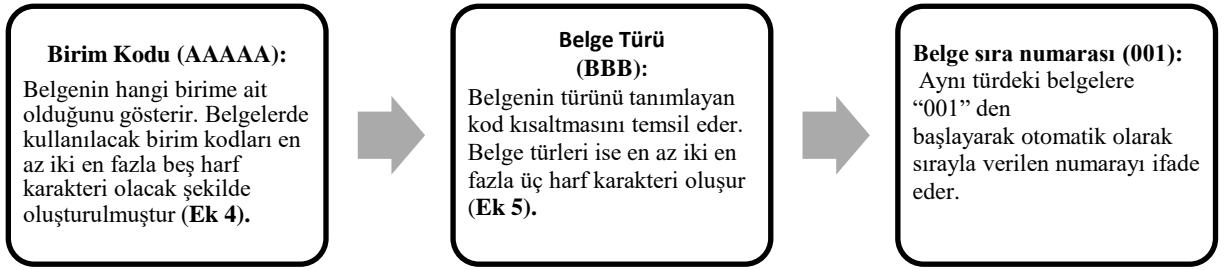 Birim Kodu (AAAAA):
Belgenin hangi birime ait
olduğunu gösterir. Belgelerde
kullanılacak birim kodları en
az iki en fazla beş harf
karakteri olacak şekilde
oluşturulmuştur (Ek 4).
Belge Türü
(BBB):
Belgenin türünü tanımlayan
kod kısaltmasını temsil eder.
Belge türleri ise en az iki en
fazla üç harf karakteri oluşur
(Ek 5).
Belge sıra numarası (001):
Aynı türdeki belgelere
“001” den
başlayarak otomatik olarak
sırayla verilen numarayı ifade
eder.